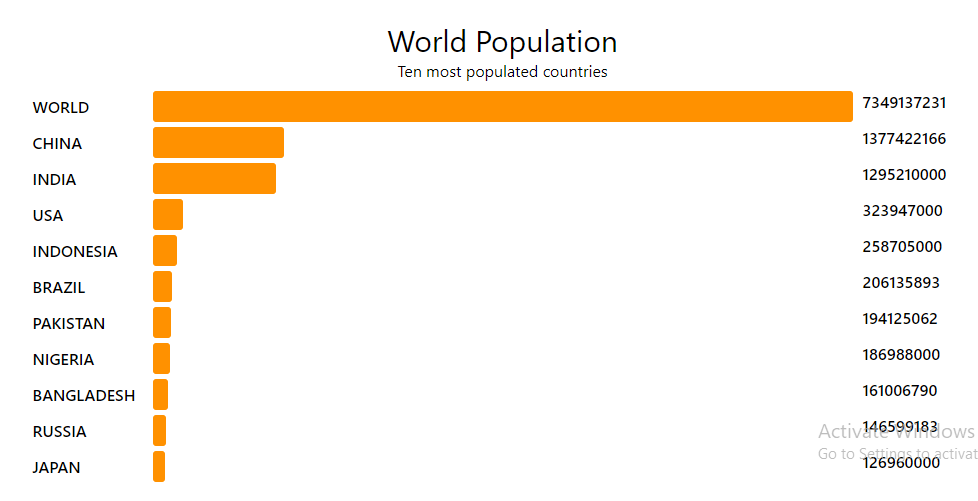 World Population
Ten most populated countries
WORLD 7349137231
CHINA 1377422166
INDIA 1295210000
USA 323947000
INDONESIA 258705000
BRAZIL 206135893
PAKISTAN 194125062
NIGERIA 186988000
BANGLADESH 161006790
RUSSIA 146599183
Activate Windows
Go to Settings to activat
JAPAN 126960000